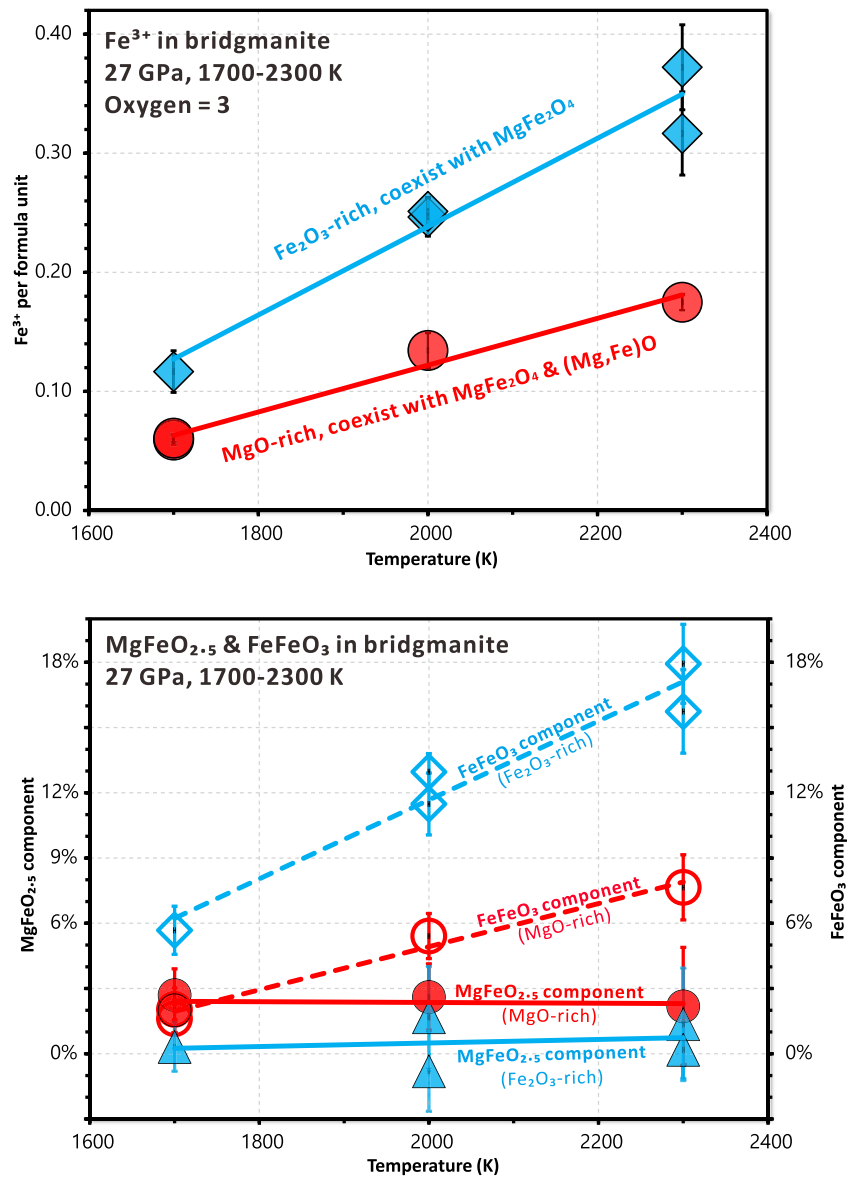 Fe³⁺ in bridgmanite
27 GPa, 1700-2300 K
Oxygen = 3
0.40
0.30
0.20
0.10
0.00
Fe³⁺ per formula unit
Fe₂O₃-rich, coexist with MgFe₂O₄
MgO-rich, coexist with MgFe₂O₄ & (Mg,Fe)O
1600
1800
2000
2200
2400
Temperature (K)
MgFeO₂.₅ & FeFeO₃ in bridgmanite
27 GPa, 1700-2300 K
18%
12%
9%
6%
0%
MgFeO₂.₅ component
FeFeO₃ component
(Fe₂O₃-rich)
FeFeO₃ component
(MgO-rich)
MgFeO₂.₅ component
(MgO-rich)
MgFeO₂.₅ component
(Fe₂O₃-rich)
18%
12%
6%
0%
FeFeO₃ component
1600
1800
2000
2200
2400
Temperature (K)